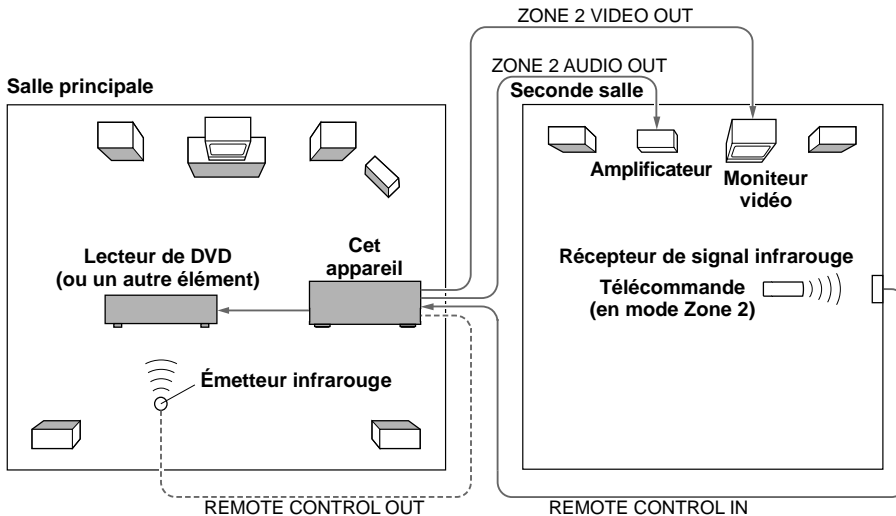 ZONE 2 VIDEO OUT
ZONE 2 AUDIO OUT
Salle principale
Seconde salle
Amplificateur
Moniteur
vidéo
Lecteur de DVD
(ou un autre élément)
Cet
appareil
Récepteur de signal infrarouge
Télécommande
(en mode Zone 2)
Émetteur infrarouge
REMOTE CONTROL OUT
REMOTE CONTROL IN